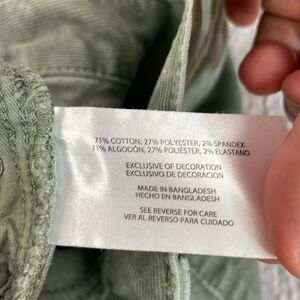 71% COTTON, 27% POLYESTER, 2% SPANDEX
71% ALGODÓN, 27% POLIÉSTER, 2% ELASTANO
EXCLUSIVE OF DECORATION
EXCLUSIVO DE DECORACIÓN
MADE IN BANGLADESH
HECHO EN BANGLADESH
SEE REVERSE FOR CARE
VER AL REVERSO PARA CUIDADO